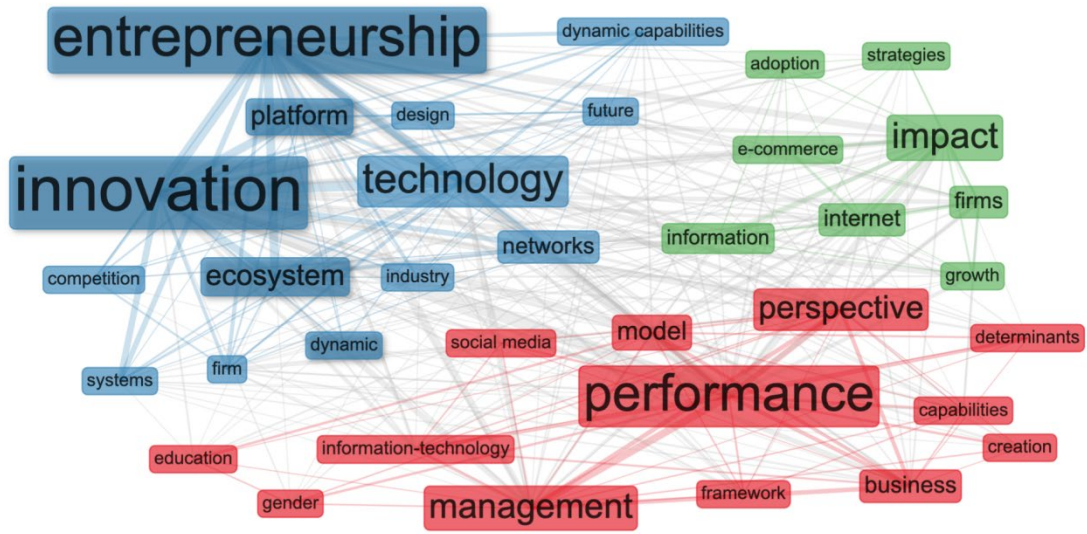 entrepreneurship
dynamic capabilities
strategies
adoption
platform
design
future
impact
e-commerce
innovation
technology
firms
internet
information
networks
competition
ecosystem
industry
growth
perspective
model
determinants
social media
dynamic
firm
systems
performance
capabilities
education
information-technology
creation
business
framework
gender
management